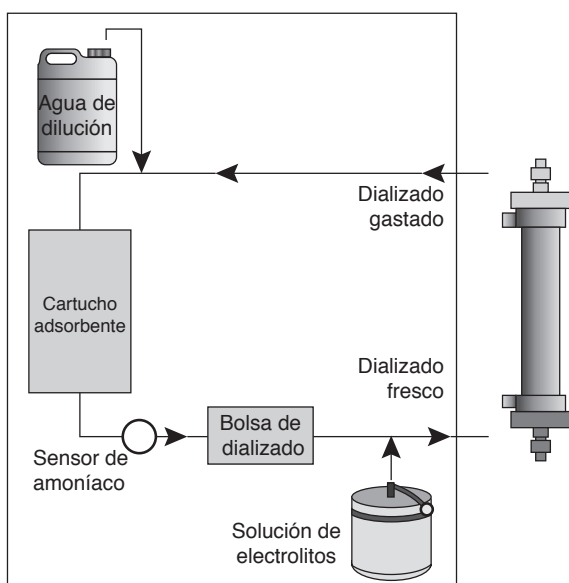 Agua de
dilución
Dializado
gastado
Cartucho
adsorbente
Dializado
fresco
Bolsa de
dializado
Sensor de
amoníaco
Solución de
electrolitos